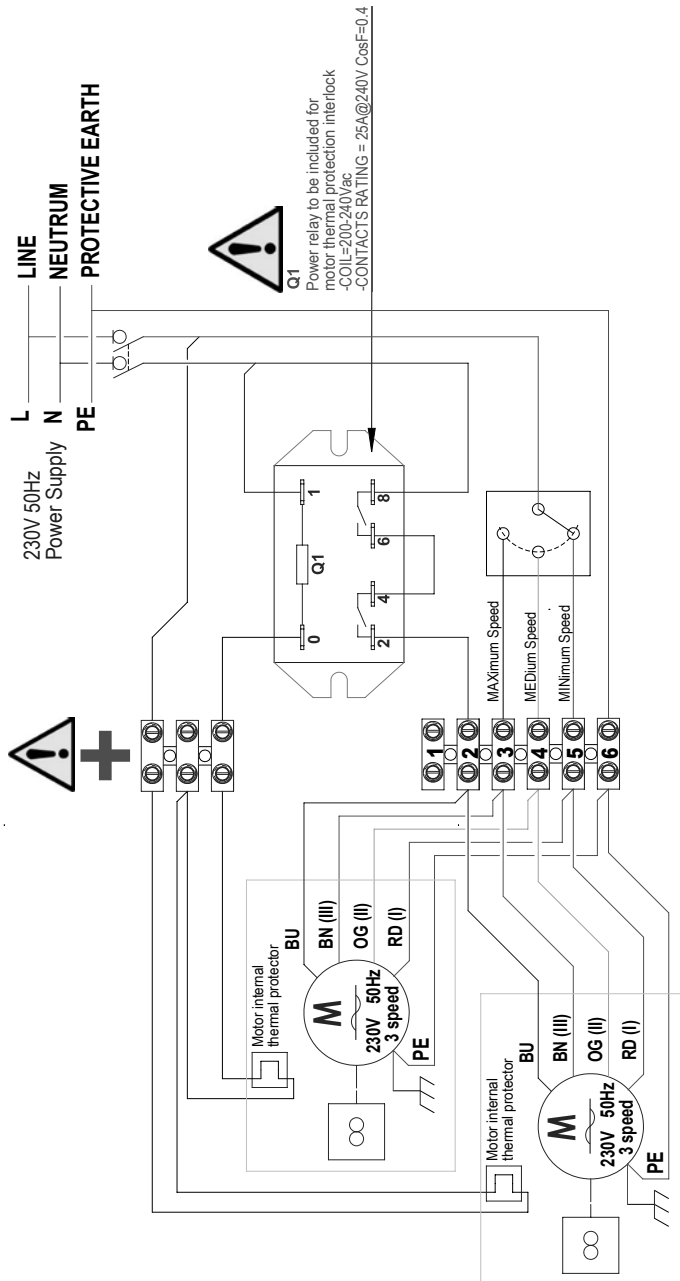 230V 50Hz
Power Supply
L
LINE
N
NEUTRUM
PE
PROTECTIVE EARTH
Q1
Power relay to be included for
motor thermal protection interlock
-COIL=200-240Vac
-CONTACTS RATING = 25A@240V CosF=0.4
0
Q1
1
2
4
6
8
MAXimum Speed
MEDium Speed
MINimum Speed
1
2
3
4
5
6
Motor internal
thermal protector
BU
BN (III)
OG (II)
RD (I)
PE
M
230V 50Hz
3 speed
Motor internal
thermal protector
BU
BN (III)
OG (II)
RD (I)
PE
M
230V 50Hz
3 speed